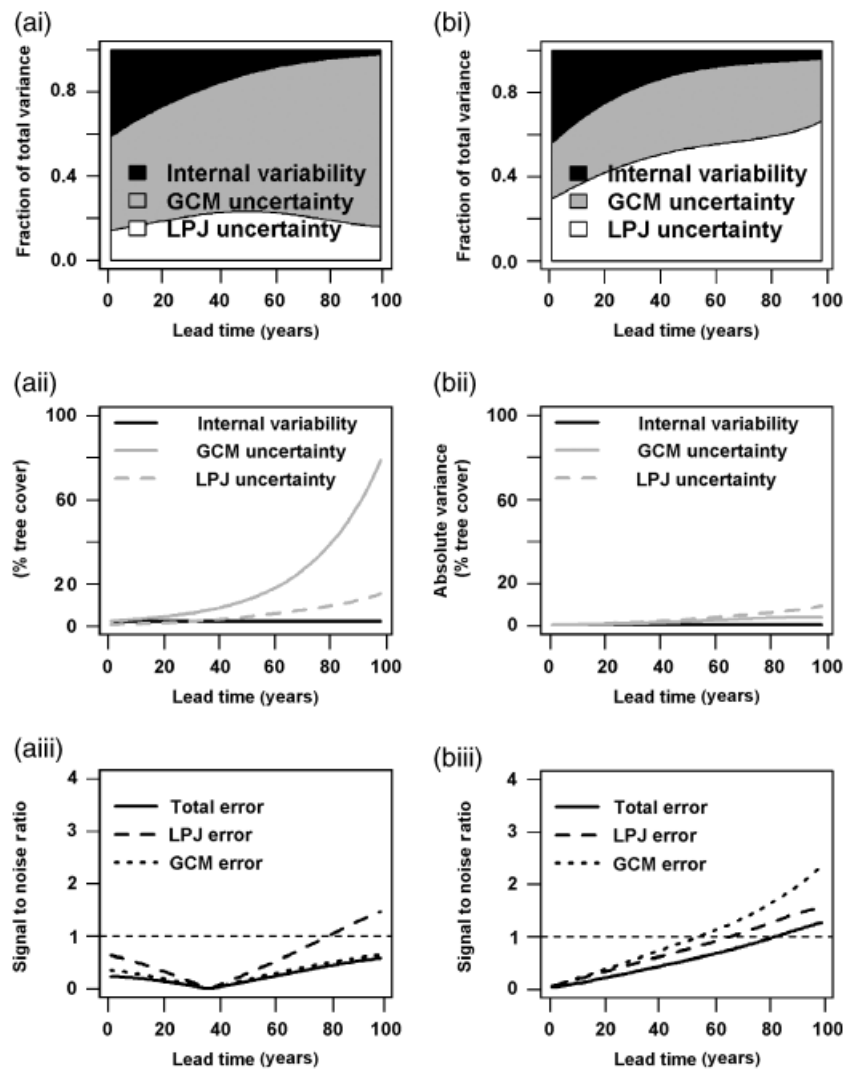 (ai)
Fraction of total variance
0.8
0.4
0.0
Internal variability
GCM uncertainty
LPJ uncertainty
0 20 40 60 80 100
Lead time (years)
(bi)
Fraction of total variance
0.8
0.4
0.0
Internal variability
GCM uncertainty
LPJ uncertainty
0 20 40 60 80 100
Lead time (years)
(aii)
(% tree cover)
100
60
20
0
Internal variability
GCM uncertainty
LPJ uncertainty
0 20 40 60 80 100
Lead time (years)
(bii)
Absolute variance
(% tree cover)
100
60
20
0
Internal variability
GCM uncertainty
LPJ uncertainty
0 20 40 60 80 100
Lead time (years)
(aiii)
Signal to noise ratio
4
3
2
1
0
Total error
LPJ error
GCM error
0 20 40 60 80 100
Lead time (years)
(biii)
Signal to noise ratio
4
3
2
1
0
Total error
LPJ error
GCM error
0 20 40 60 80 100
Lead time (years)